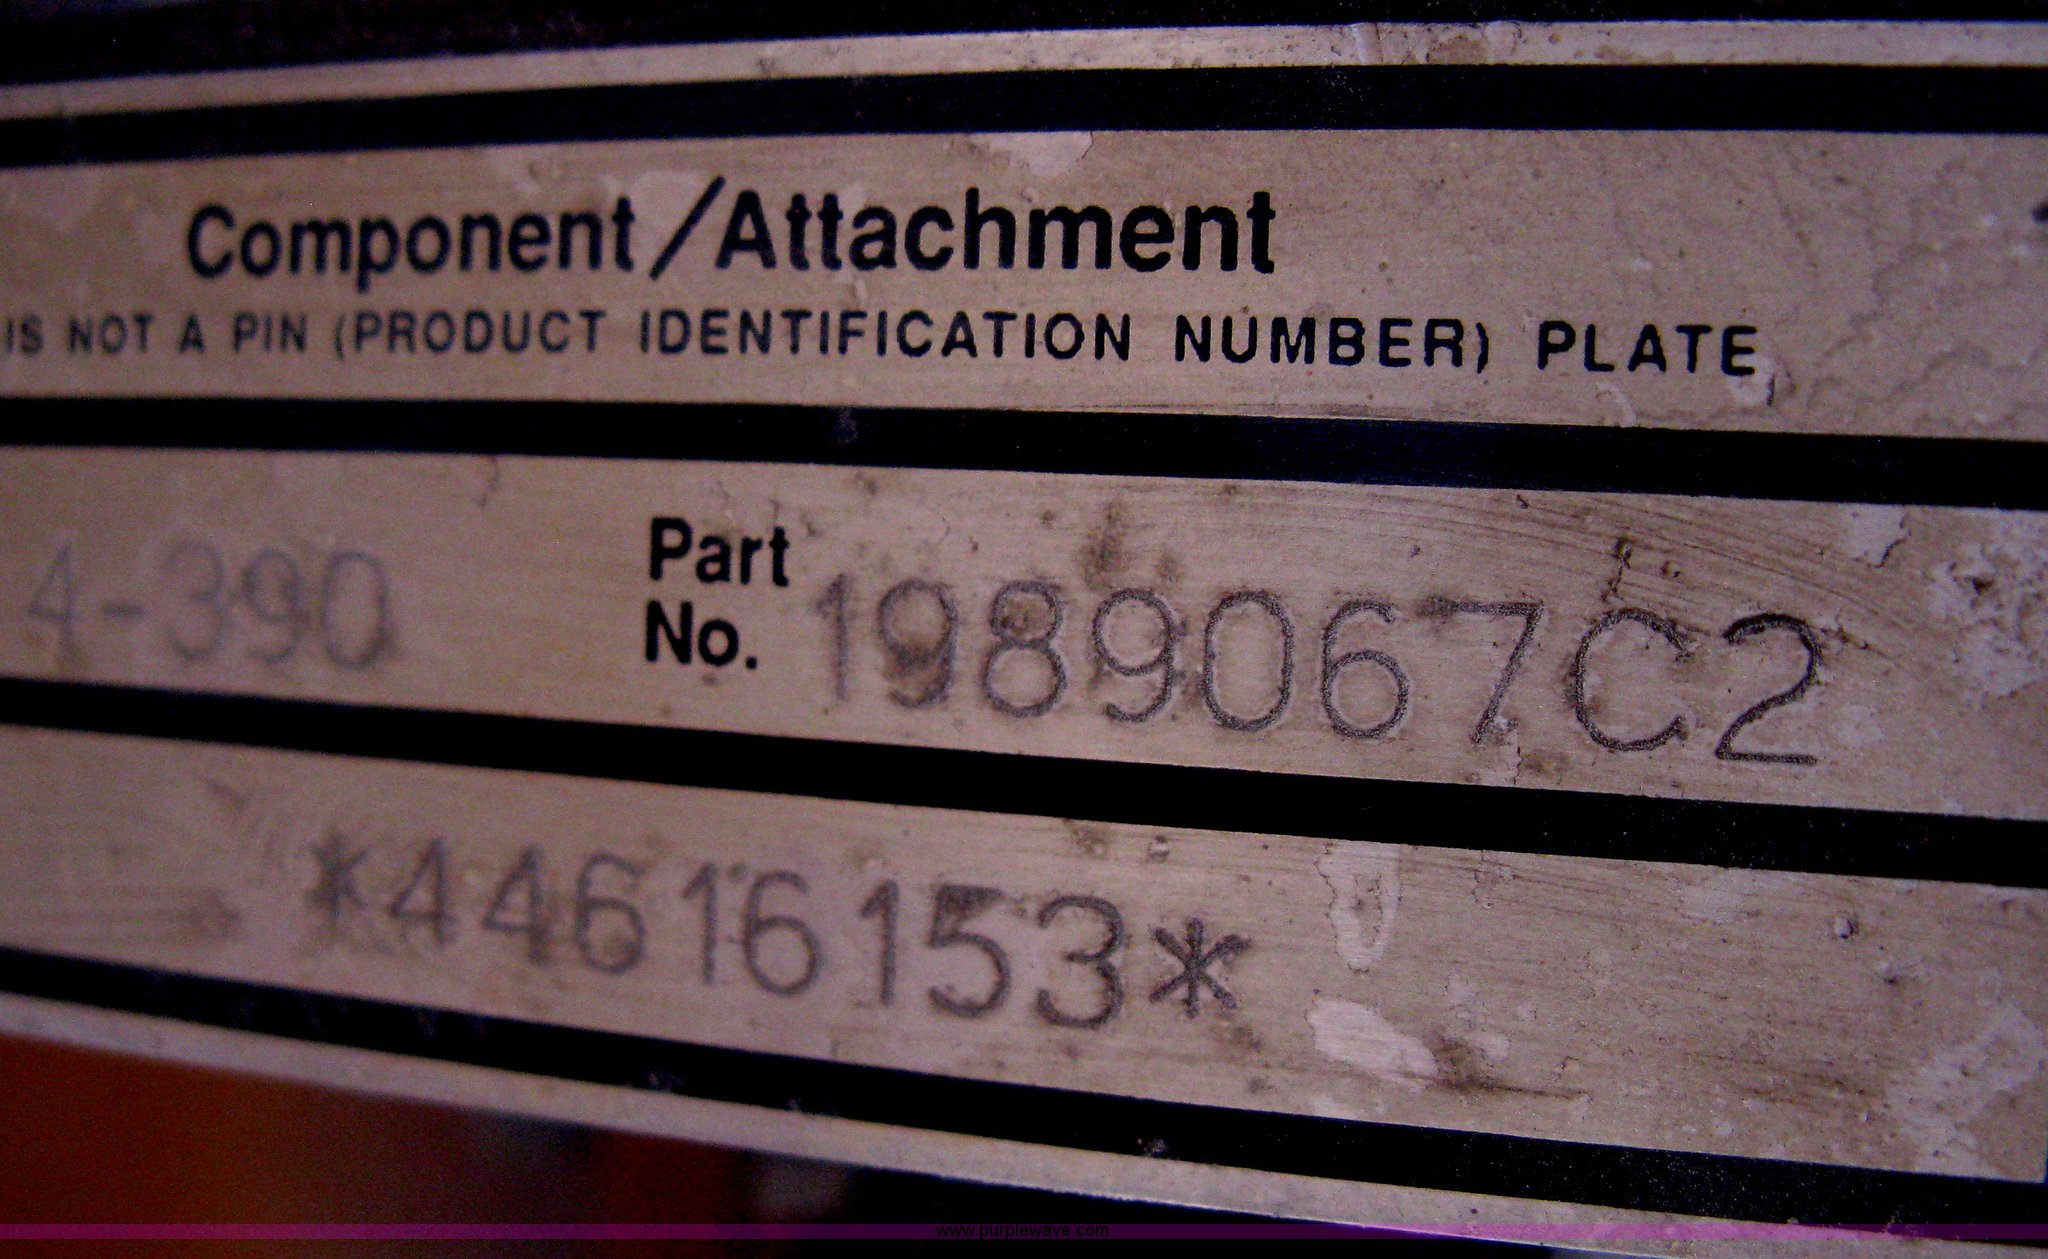 Component/Attachment
IS NOT A PIN (PRODUCT IDENTIFICATION NUMBER) PLATE
4-390 Part No. 1989067C2
*44616153*
www.purplewave.com